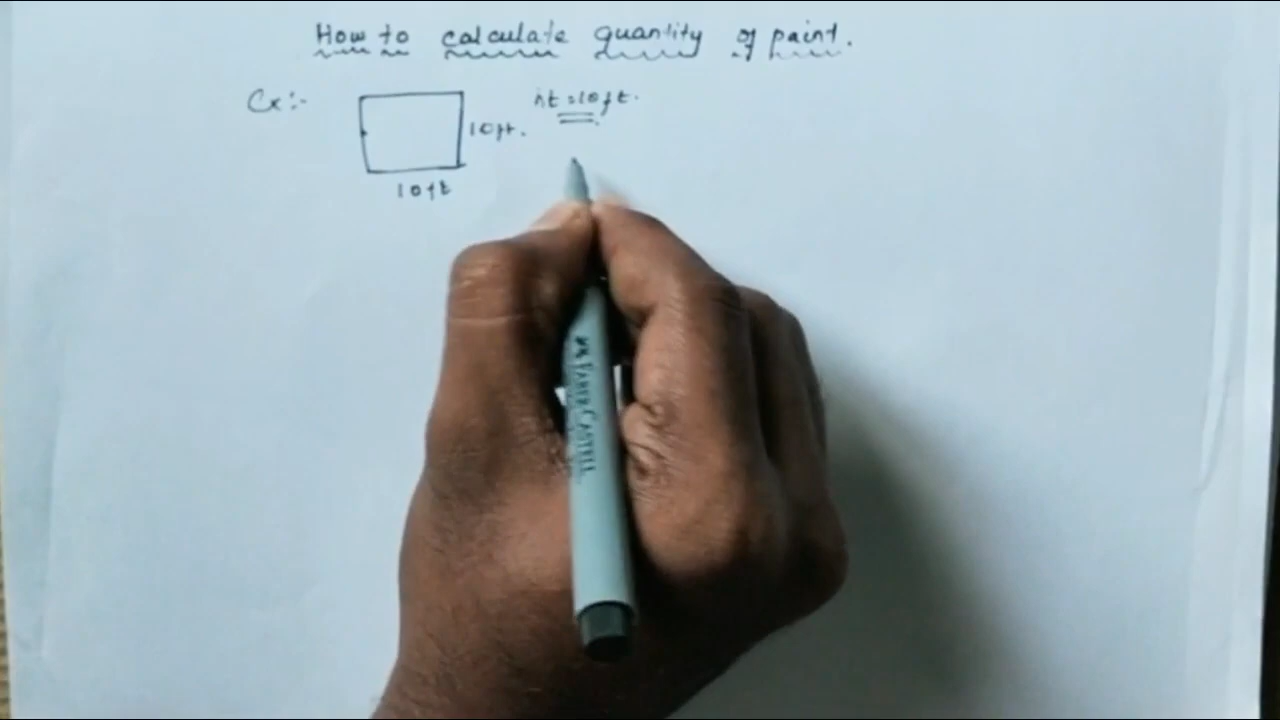 How to calculate quantity of paint.
Ex:-
ht = 10ft.
10ft.
10ft
FABER CASTELL